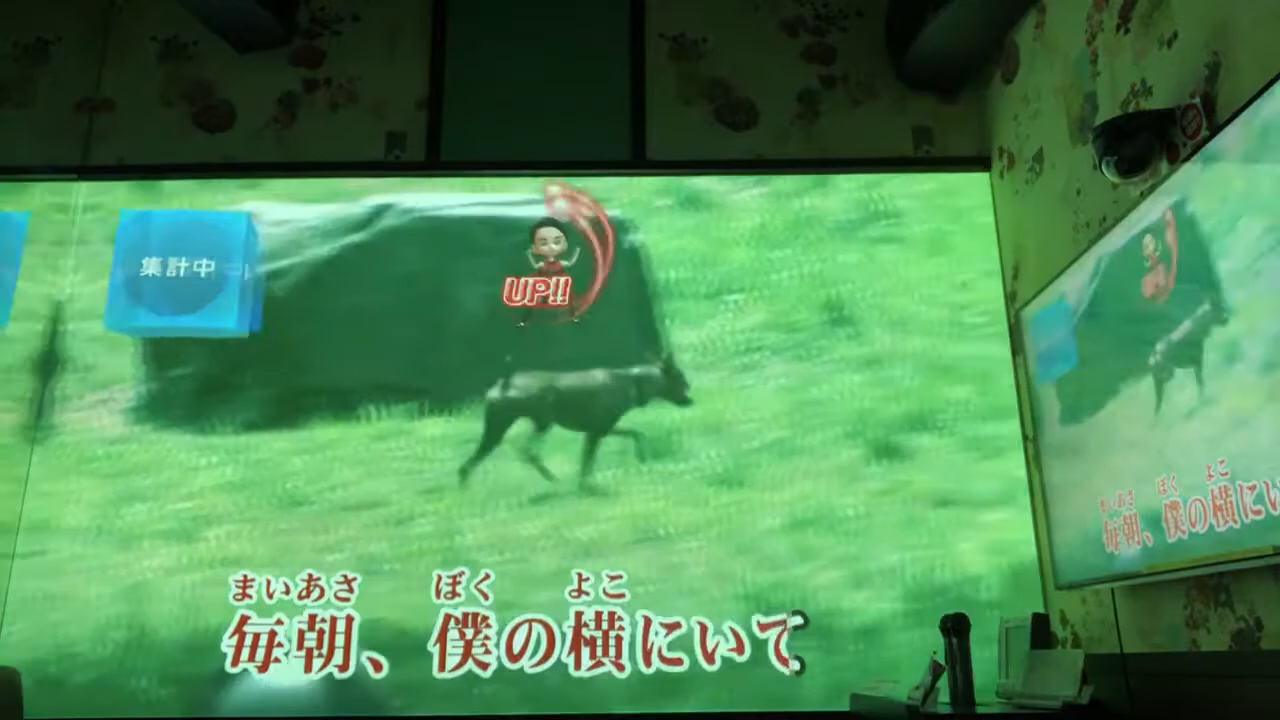 集計中
UP!!
まいあさ ぼく よこ
毎朝、僕の横にいて
まいあさ ぼく よこ
毎朝、僕の横にい